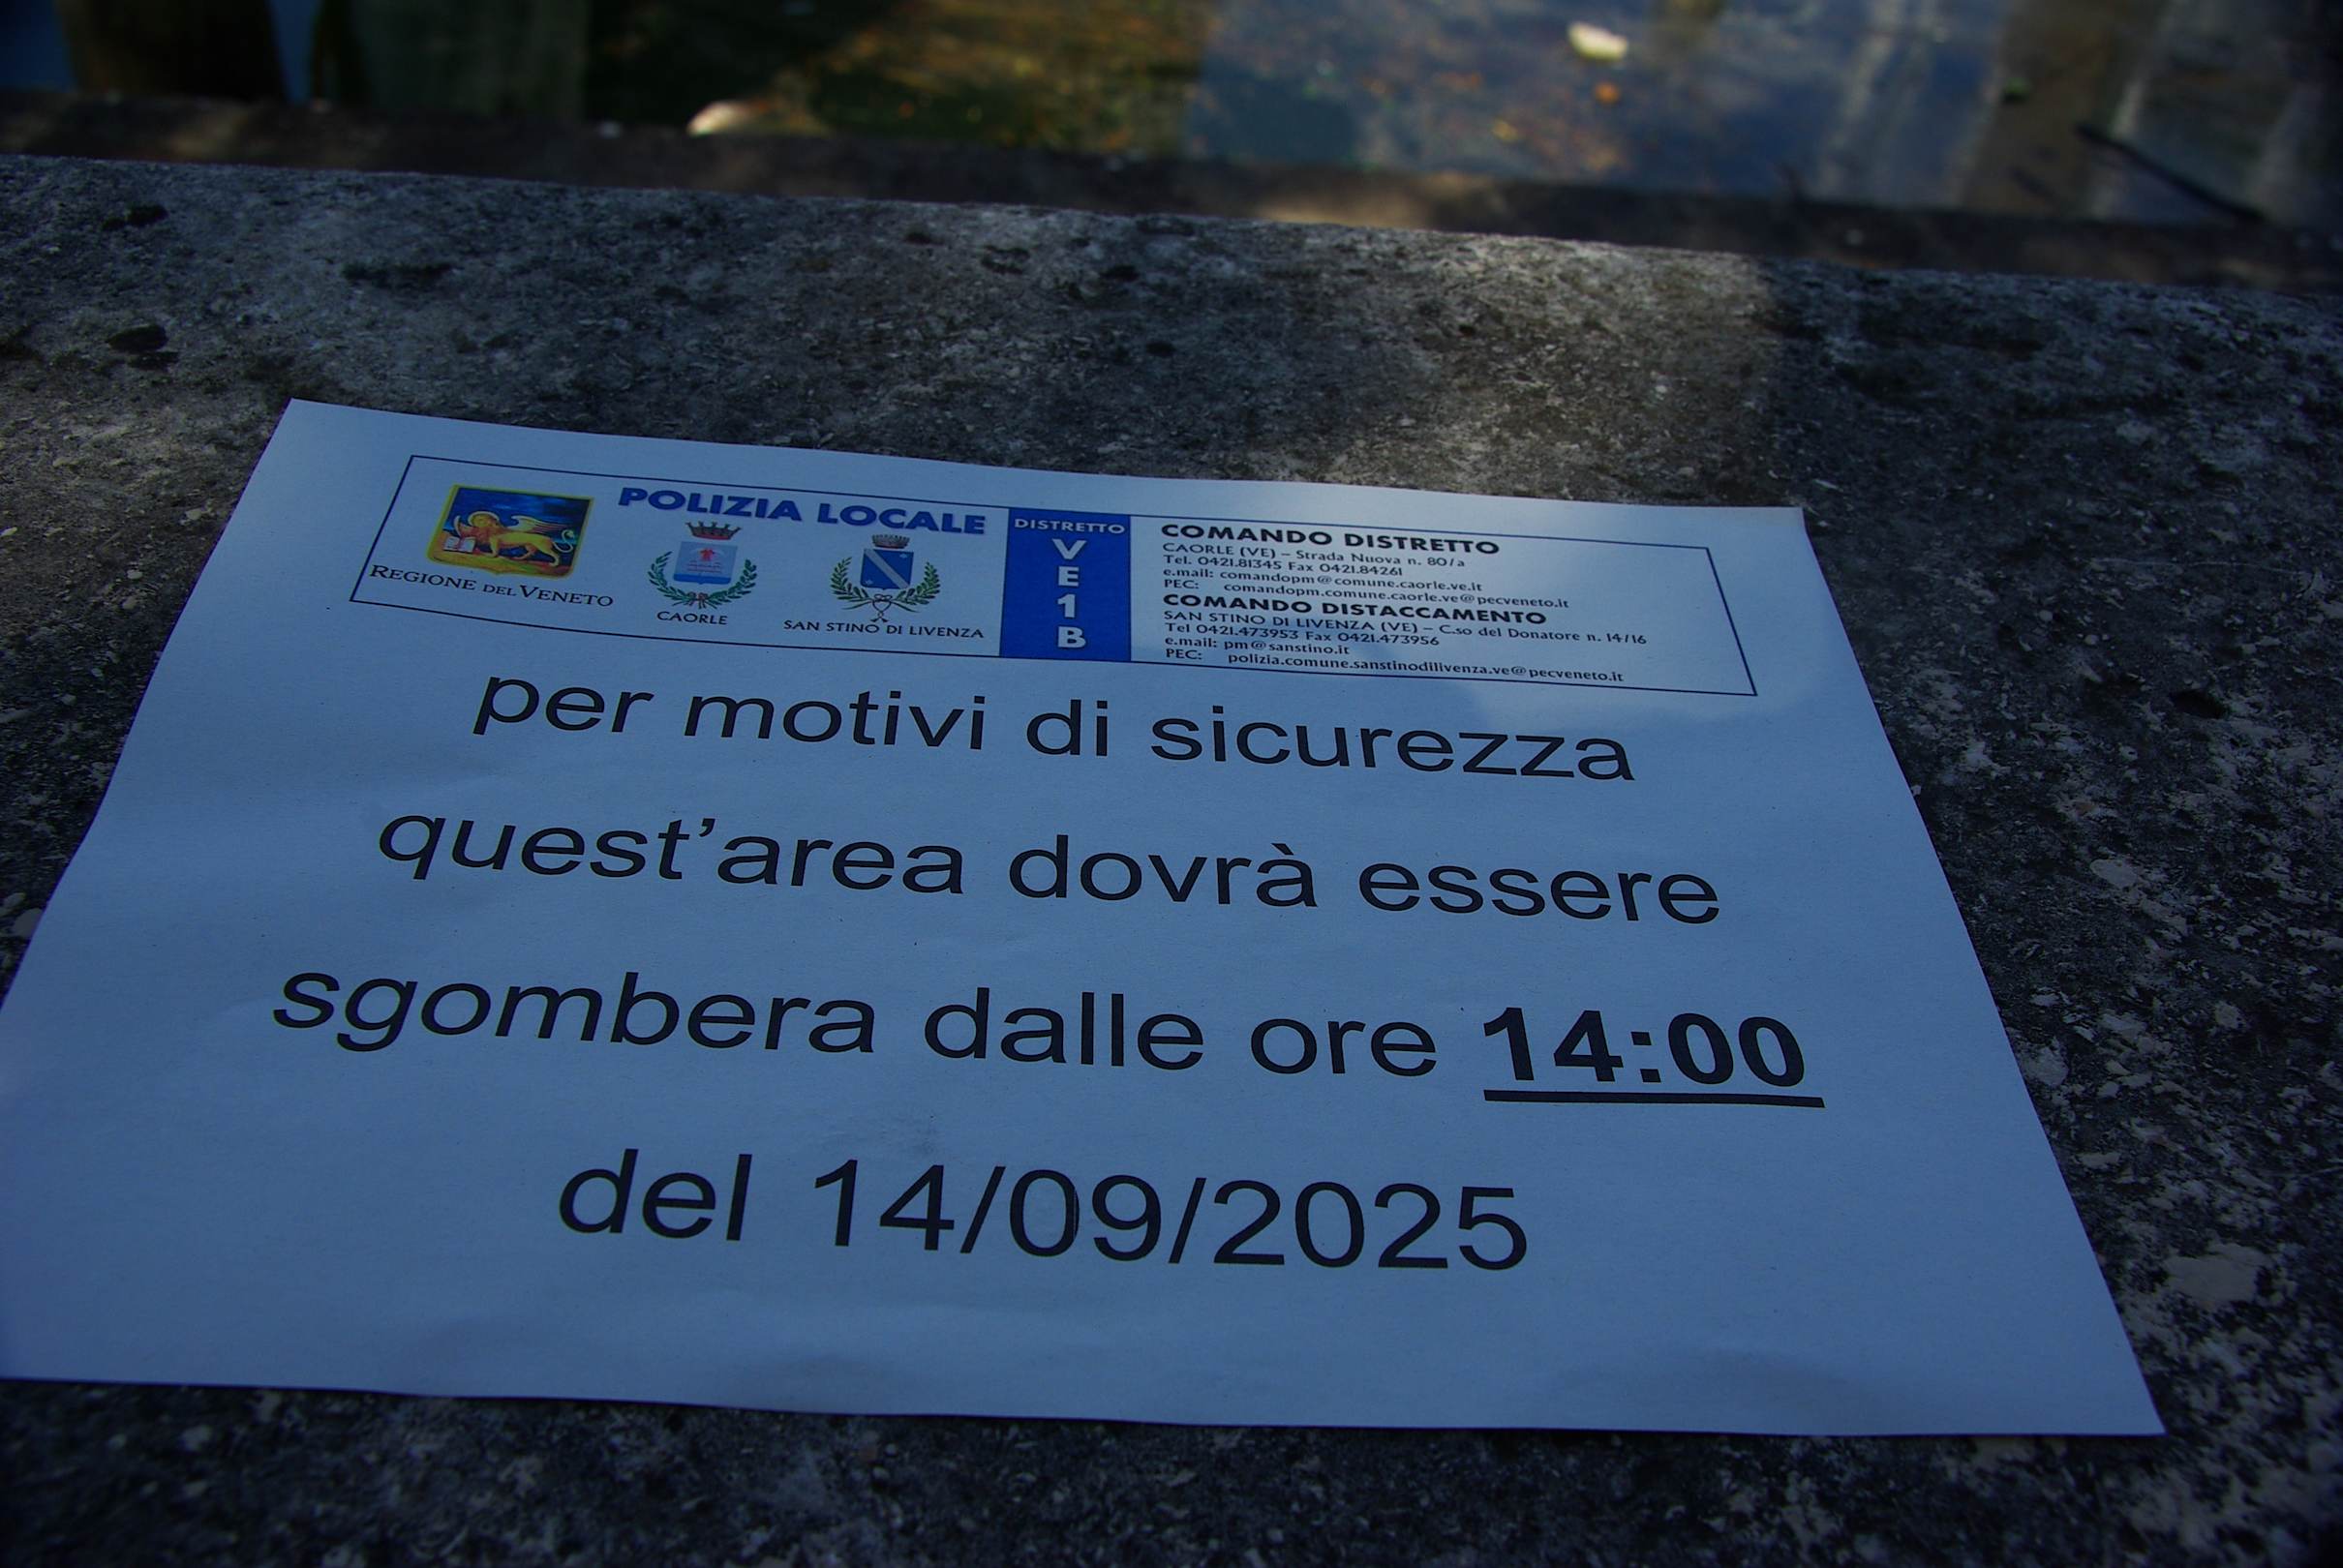 POLIZIA LOCALE
REGIONE DEL VENETO
CAORLE
SAN STINO DI LIVENZA
DISTRETTO
V
E
1
B
COMANDO DISTRETTO
CAORLE (VE) – Strada Nuova n. 80/a
Tel. 0421.81345 Fax 0421.84261
e.mail: comandopm@comune.caorle.ve.it
PEC: comandopm.comune.caorle.ve@pecveneto.it
COMANDO DISTACCAMENTO
SAN STINO DI LIVENZA (VE) – C.so del Donatore n. 14/16
Tel 0421.473953 Fax 0421.473956
e.mail: pm@sanstino.it
PEC: polizia.comune.sanstinodilivenza.ve@pecveneto.it
per motivi di sicurezza
quest’area dovrà essere
sgombera dalle ore 14:00
del 14/09/2025